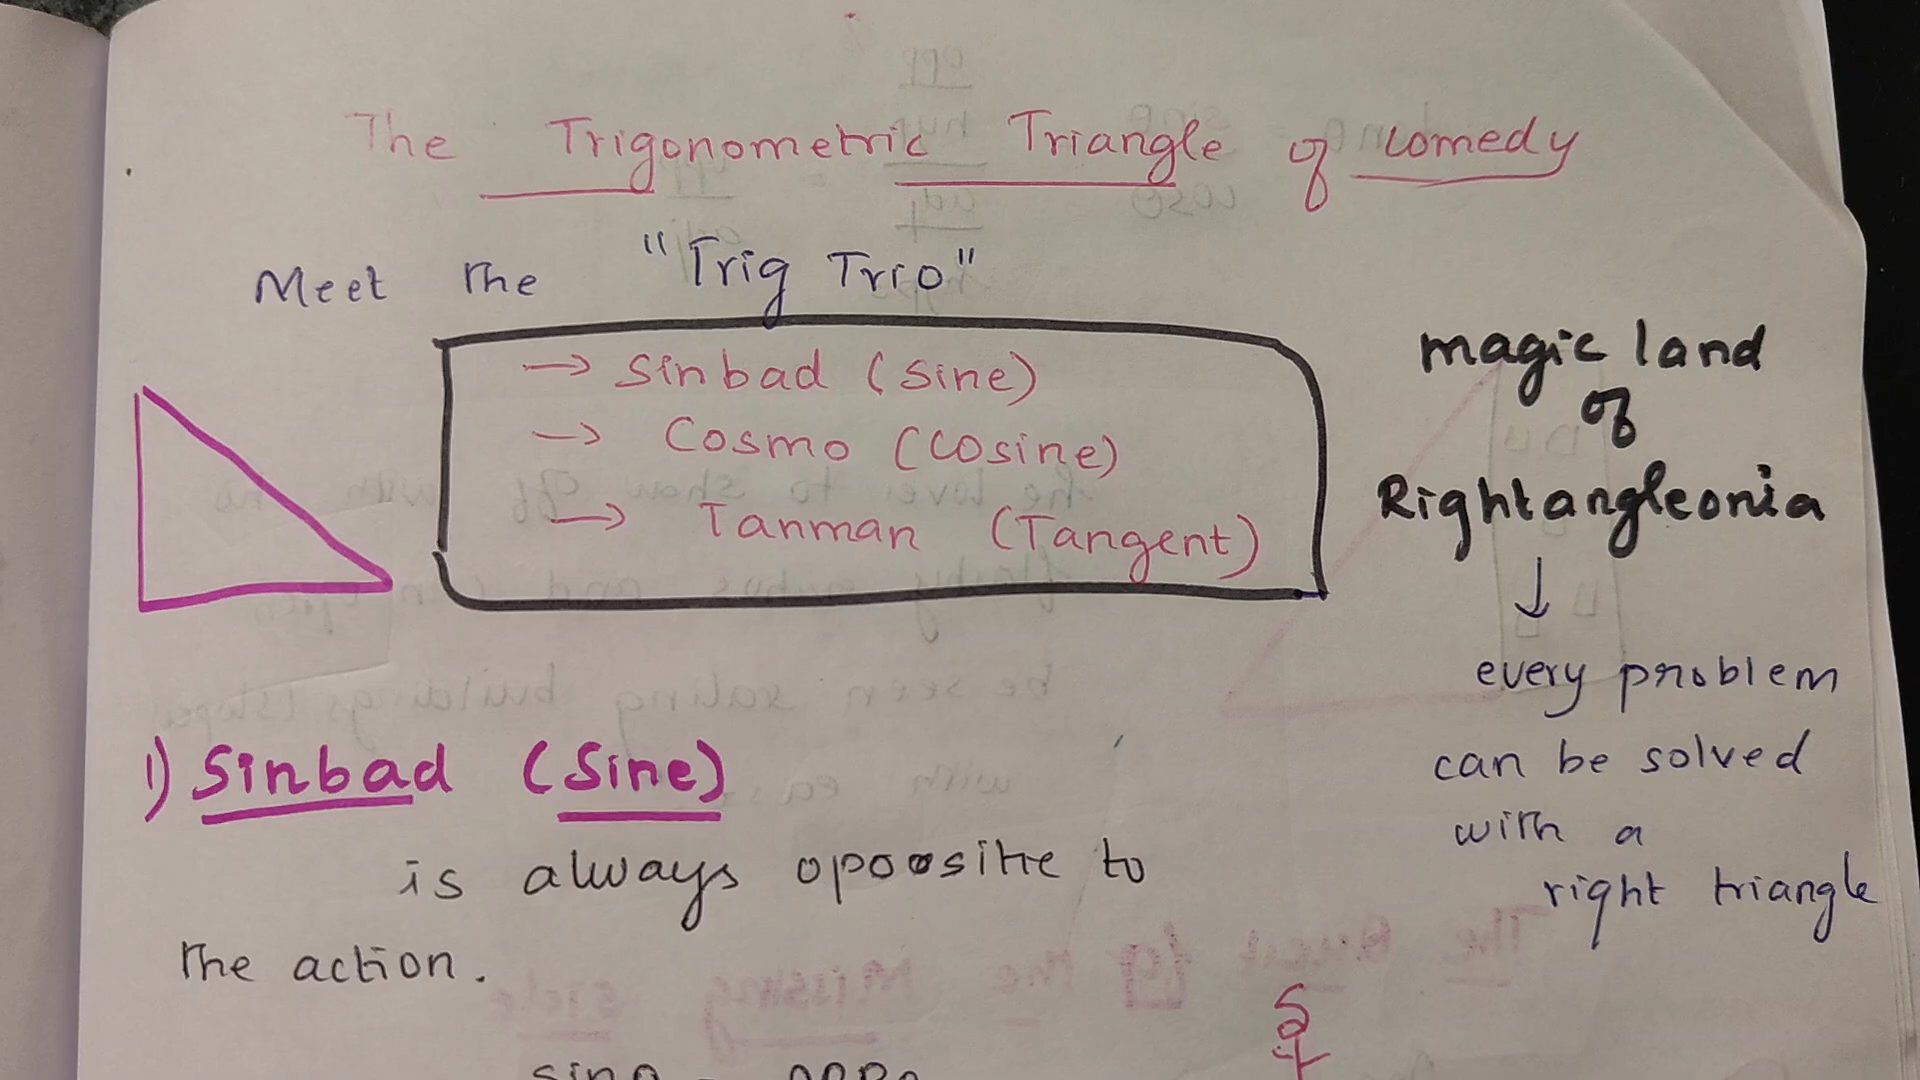 The Trigonometric Triangle of comedy
Meet the "Trig Trio"
→ Sinbad (Sine)
→ Cosmo (Cosine)
→ Tanman (Tangent)
magic land
of
Rightangleonia
↓
every problem
can be solved
with a
right triangle
1) Sinbad (Sine)
is always opoosite to
the action.